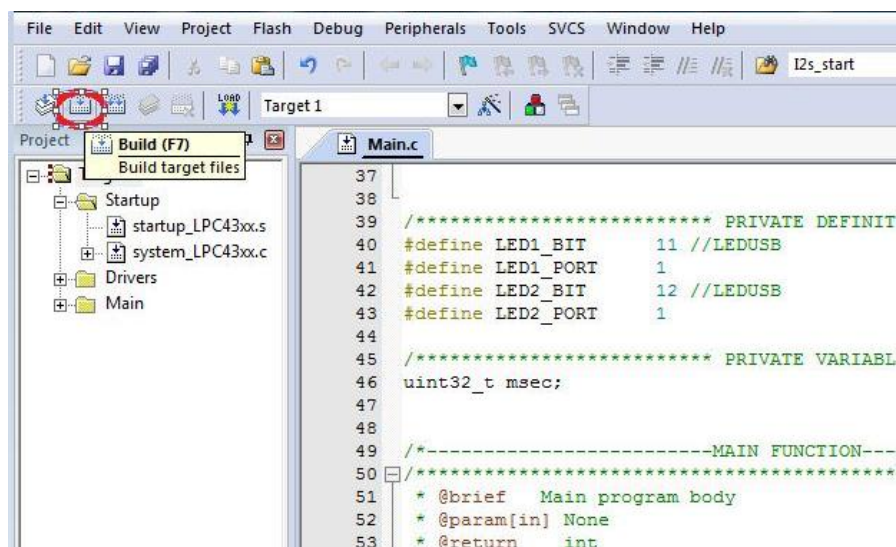 File Edit View Project Flash Debug Peripherals Tools SVCS Window Help
I2s_start
LOAD
Target 1
Project
Build (F7)
Build target files
Main.c
Startup
startup_LPC43xx.s
system_LPC43xx.c
Drivers
Main
37
38
39 /*************************** PRIVATE DEFINIT
40 #define LED1_BIT 11 //LEDUSB
41 #define LED1_PORT 1
42 #define LED2_BIT 12 //LEDUSB
43 #define LED2_PORT 1
44
45 /*************************** PRIVATE VARIABL
46 uint32_t msec;
47
48
49 /*-------------------------MAIN FUNCTION---
50 /*******************************************
51 * @brief Main program body
52 * @param[in] None
53 * @return int